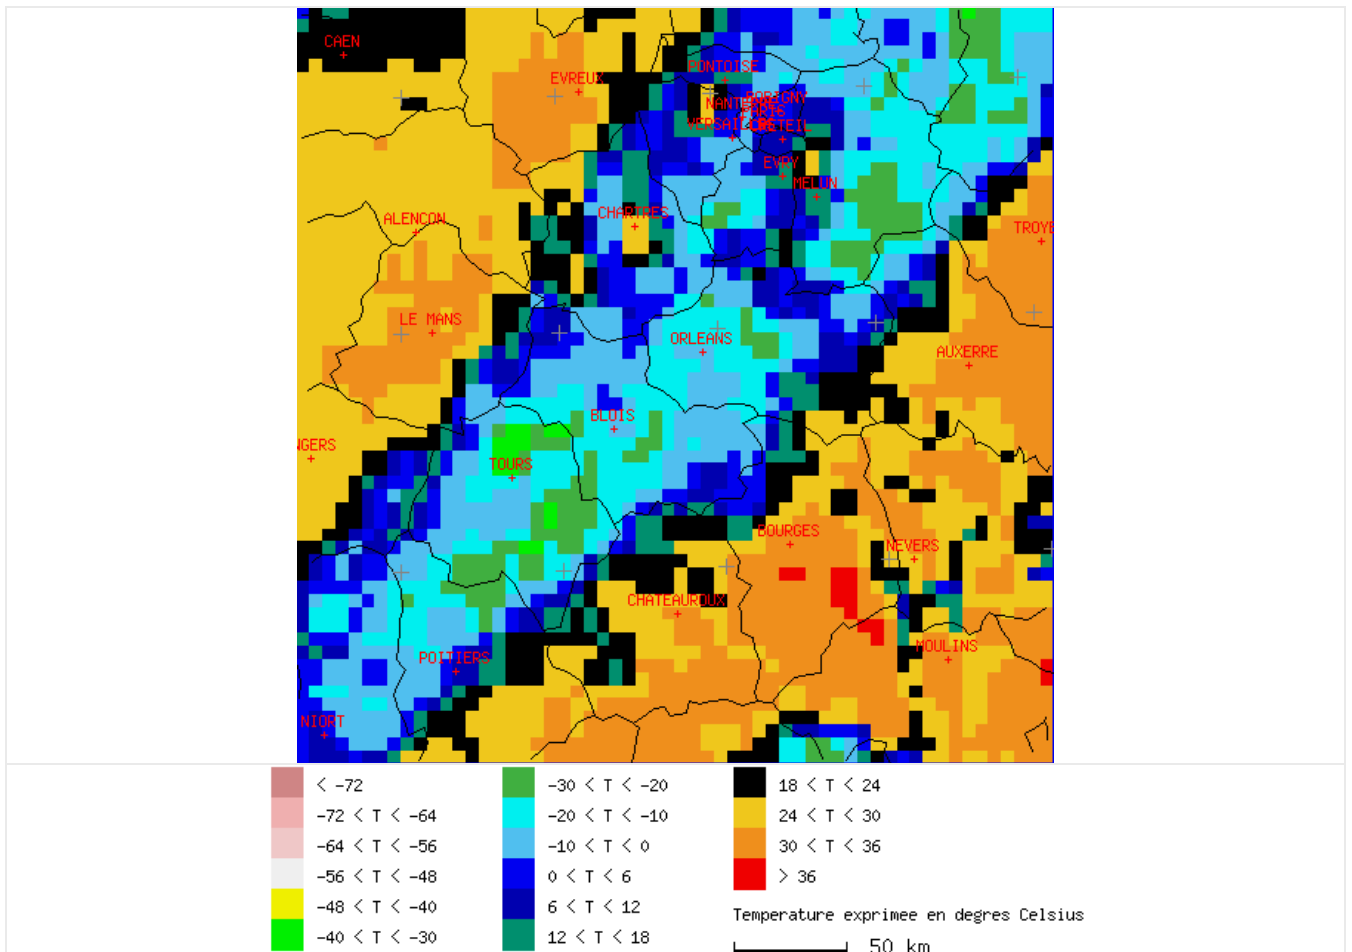 CAEN
EVREUX
PONTOISE
BOBIGNY
PARIS
CRETEIL
EVRY
MELUN
CHARTRES
ALENCON
LE MANS
ORLEANS
AUXERRE
BLOIS
NGERS
TOURS
BOURGES
NEVERS
CHATEAUROUX
MOULINS
POITIERS
NIORT
< -72
-72 < T < -64
-64 < T < -56
-56 < T < -48
-48 < T < -40
-40 < T < -30
-30 < T < -20
-20 < T < -10
-10 < T < 0
0 < T < 6
6 < T < 12
12 < T < 18
18 < T < 24
24 < T < 30
30 < T < 36
> 36
Temperature exprimee en degres Celsius
50 km